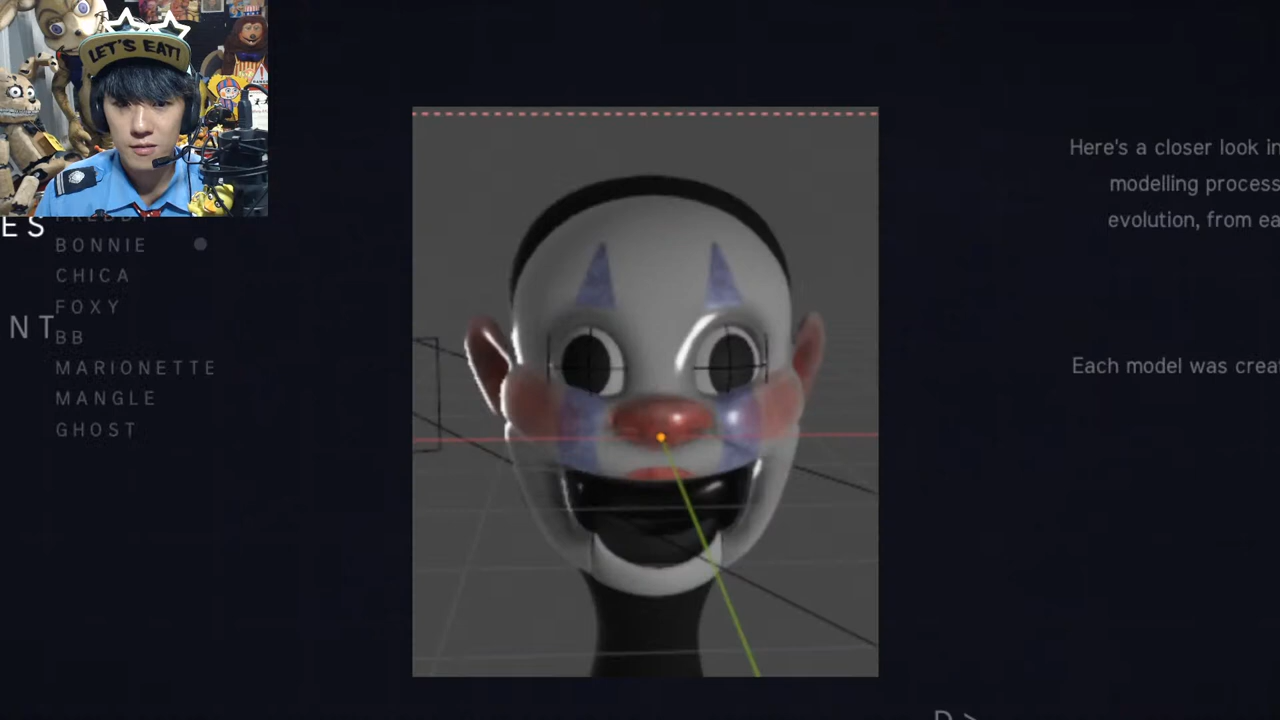 LET'S EAT!
ES
FREDDY
BONNIE
CHICA
FOXY
NT
BB
MARIONETTE
MANGLE
GHOST
Here's a closer look in
modelling process
evolution, from ea
Each model was crea